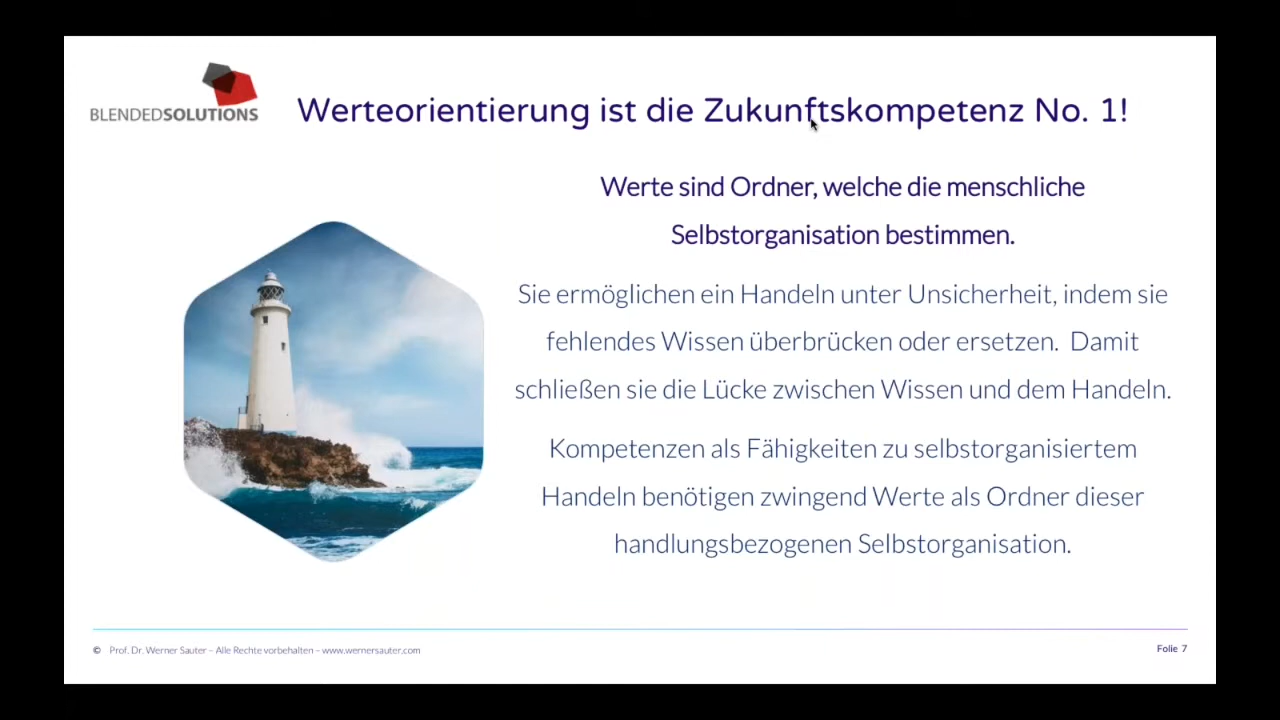 BLENDEDSOLUTIONS
Werteorientierung ist die Zukunftskompetenz No. 1!
Werte sind Ordner, welche die menschliche
Selbstorganisation bestimmen.
Sie ermöglichen ein Handeln unter Unsicherheit, indem sie
fehlendes Wissen überbrücken oder ersetzen. Damit
schließen sie die Lücke zwischen Wissen und dem Handeln.
Kompetenzen als Fähigkeiten zu selbstorganisiertem
Handeln benötigen zwingend Werte als Ordner dieser
handlungsbezogenen Selbstorganisation.
© Prof. Dr. Werner Sauter – Alle Rechte vorbehalten – www.wernersauter.com
Folie 7